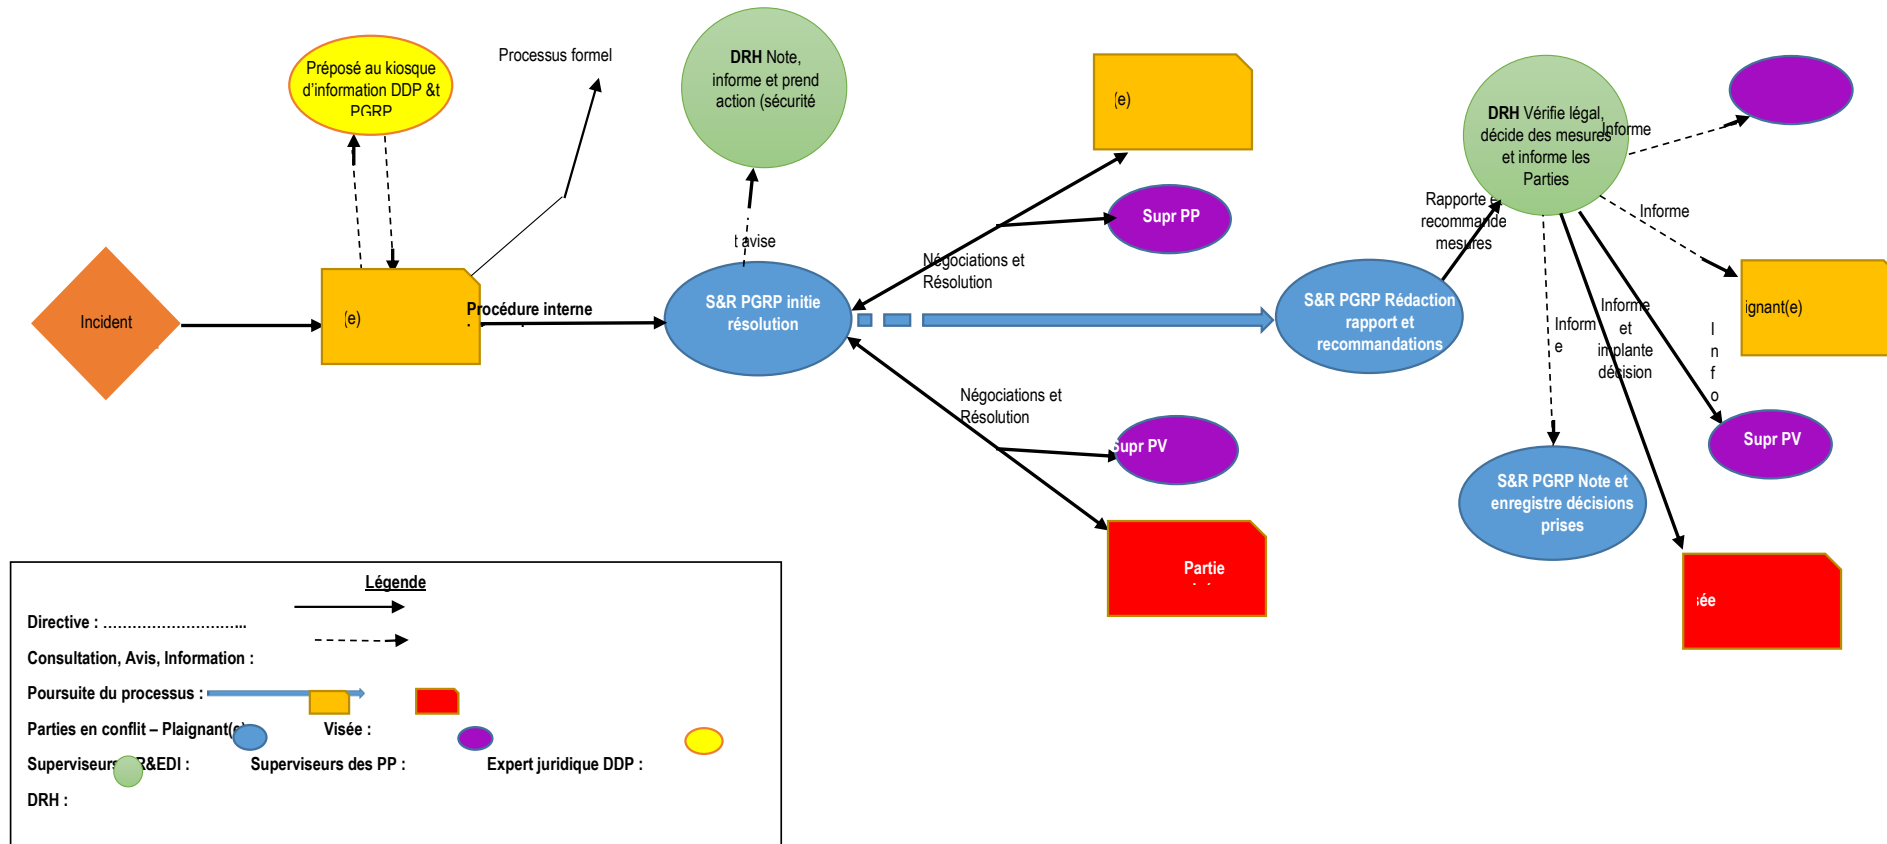 Processus formel
Préposé au kiosque
d'information DDP &t
PGRP
DRH Note,
informe et prend
action (sécurité
(e)
DRH Vérifie légal,
décide des mesures
et informe les
Parties
Informe
Supr PP
Rapporte e
recommande
mesures
Informe
t avise
Négociations et
Résolution
Incident
(e)
Procédure interne
S&R PGRP initie
résolution
S&R PGRP Rédaction
rapport et
recommandations
Inform
e
Informe
et
implante
décision
I
n
f
o
ignant(e)
Négociations et
Résolution
Supr PV
Supr PV
S&R PGRP Note et
enregistre décisions
prises
Partie
sée
Légende
Directive : ………………………...
Consultation, Avis, Information :
Poursuite du processus :
Parties en conflit – Plaignant(e) Visée :
Superviseurs R&EDI : Superviseurs des PP : Expert juridique DDP :
DRH :